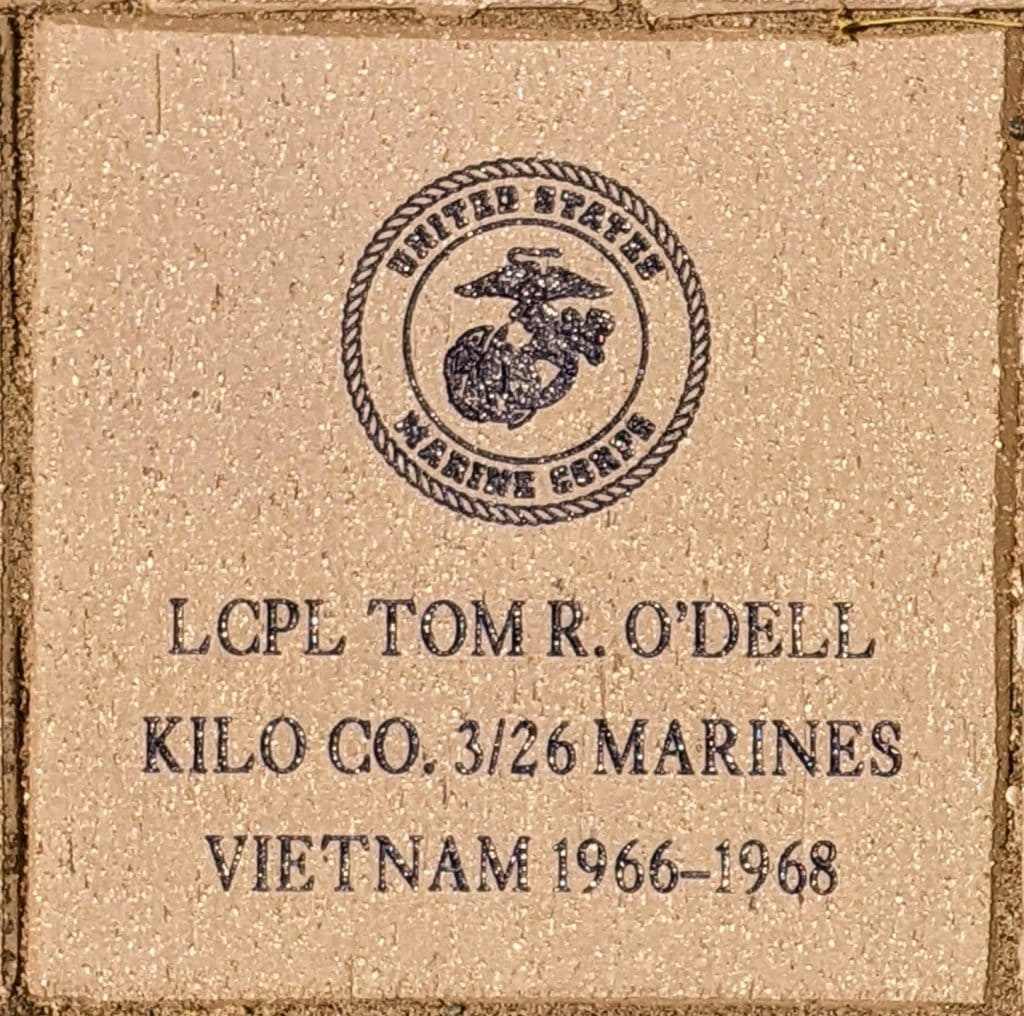 UNITED STATES
MARINE CORPS
LCPL TOM R. O'DELL
KILO CO. 3/26 MARINES
VIETNAM 1966–1968